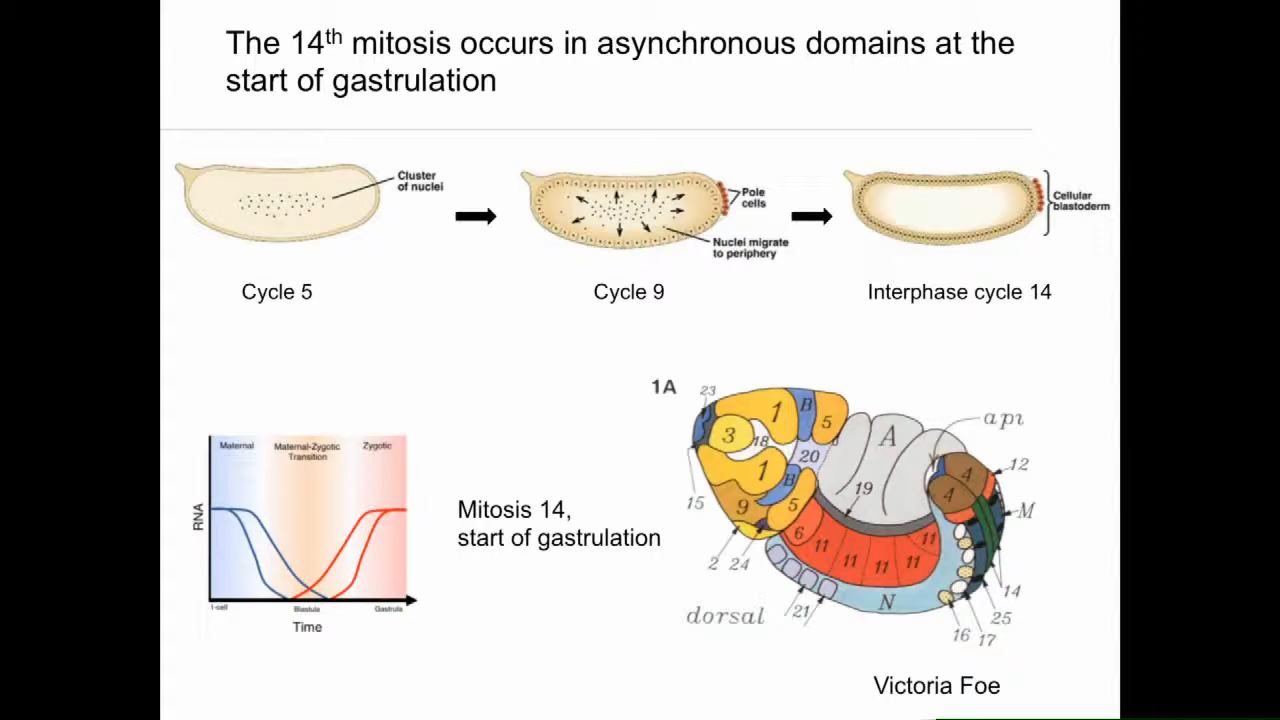 The 14th mitosis occurs in asynchronous domains at the
start of gastrulation
Cluster
of nuclei
Pole
cells
Nuclei migrate
to periphery
Cellular
blastoderm
Cycle 5
Cycle 9
Interphase cycle 14
Maternal
Maternal-Zygotic
Transition
Zygotic
RNA
1-cell
Blastula
Gastrula
Time
Mitosis 14,
start of gastrulation
1A
23
1
B
5
A
api
3
18
20
1
B
5
19
4
4
12
M
15
9
6
11
11
11
11
11
2
24
N
14
dorsal
21
25
16
17
Victoria Foe